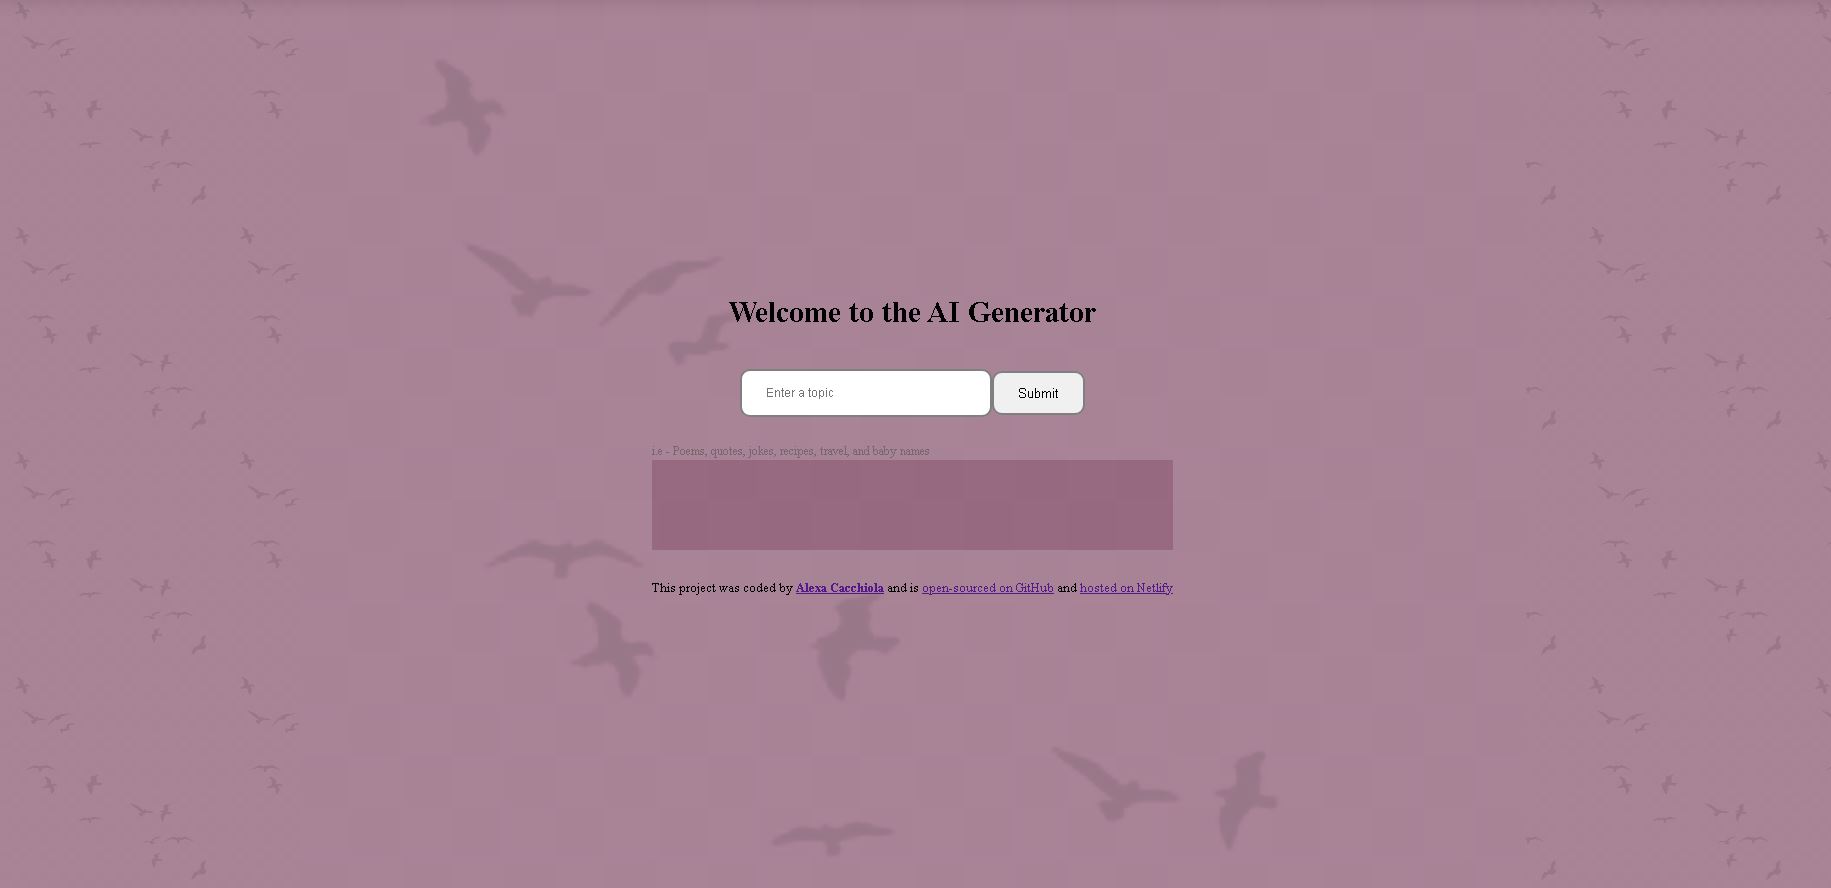 Welcome to the AI Generator
Enter a topic
Submit
i.e - Poems, quotes, jokes, recipes, travel, and baby names
This project was coded by Alexa Cacchiola and is open-sourced on GitHub and hosted on Netlify